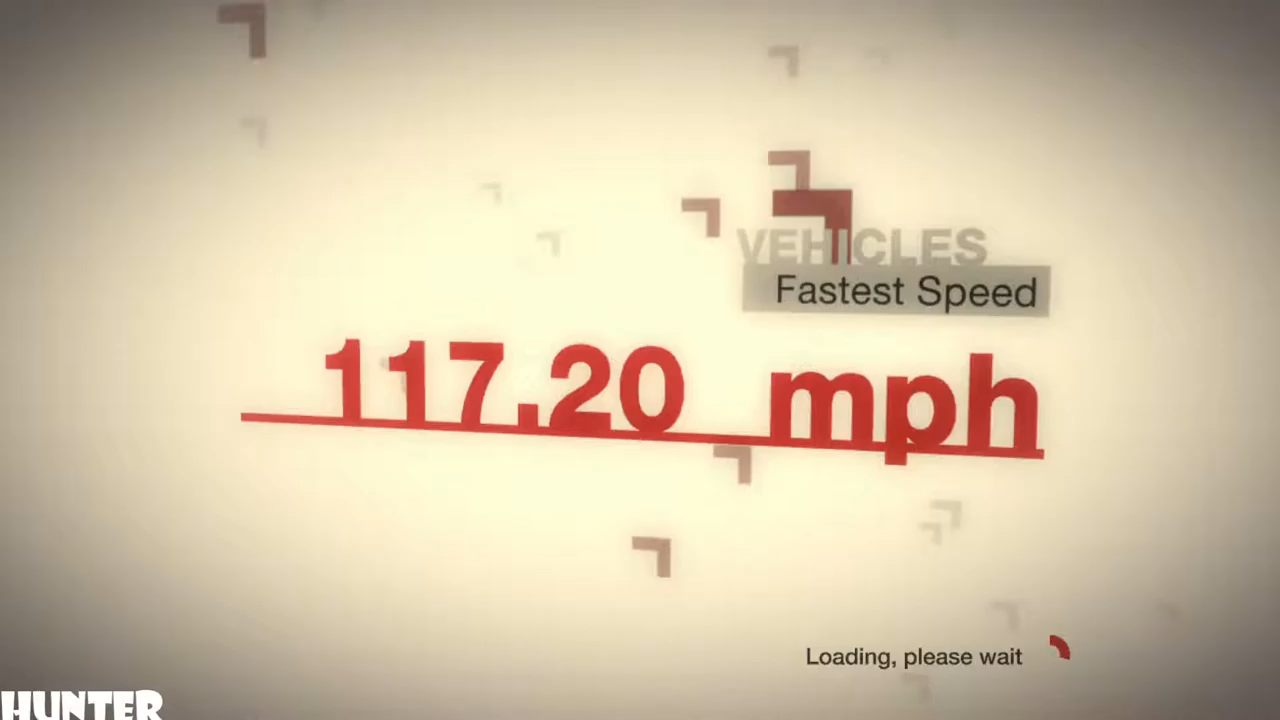 VEHICLES
Fastest Speed
117.20 mph
Loading, please wait
HUNTER